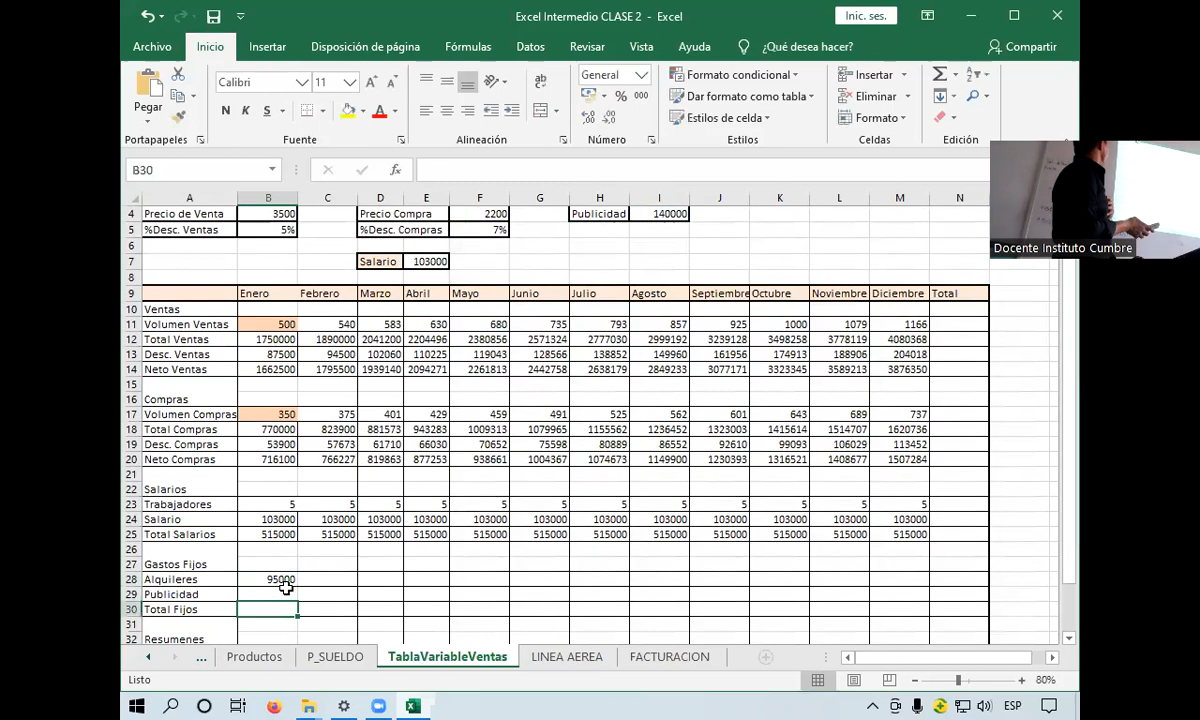 Excel Intermedio CLASE 2 - Excel
Inic. ses.
Archivo Inicio Insertar Disposición de página Fórmulas Datos Revisar Vista Ayuda ¿Qué desea hacer? Compartir
Pegar
Calibri 11
N K S
ab
General
% 000
Formato condicional
Dar formato como tabla
Estilos de celda
Insertar
Eliminar
Formato
Portapapeles Fuente Alineación Número Estilos Celdas Edición
B30
fx
A B C D E F G H I J K L M N
4 Precio de Venta 3500 Precio Compra 2200 Publicidad 140000
5 %Desc. Ventas 5% %Desc. Compras 7%
6
7 Salario 103000
8
9 Enero Febrero Marzo Abril Mayo Junio Julio Agosto Septiembre Octubre Noviembre Diciembre Total
10 Ventas
11 Volumen Ventas 500 540 583 630 680 735 793 857 925 1000 1079 1166
12 Total Ventas 1750000 1890000 2041200 2204496 2380856 2571324 2777030 2999192 3239128 3498258 3778119 4080368
13 Desc. Ventas 87500 94500 102060 110225 119043 128566 138852 149960 161956 174913 188906 204018
14 Neto Ventas 1662500 1795500 1939140 2094271 2261813 2442758 2638179 2849233 3077171 3323345 3589213 3876350
15
16 Compras
17 Volumen Compras 350 375 401 429 459 491 525 562 601 643 689 737
18 Total Compras 770000 823900 881573 943283 1009313 1079965 1155562 1236452 1323003 1415614 1514707 1620736
19 Desc. Compras 53900 57673 61710 66030 70652 75598 80889 86552 92610 99093 106029 113452
20 Neto Compras 716100 766227 819863 877253 938661 1004367 1074673 1149900 1230393 1316521 1408677 1507284
21
22 Salarios
23 Trabajadores 5 5 5 5 5 5 5 5 5 5 5 5
24 Salario 103000 103000 103000 103000 103000 103000 103000 103000 103000 103000 103000 103000
25 Total Salarios 515000 515000 515000 515000 515000 515000 515000 515000 515000 515000 515000 515000
26
27 Gastos Fijos
28 Alquileres 95000
29 Publicidad
30 Total Fijos
31
32 Resumenes
... Productos P_SUELDO TablaVariableVentas LINEA AEREA FACTURACION
Listo
80%
ESP
Docente Instituto Cumbre